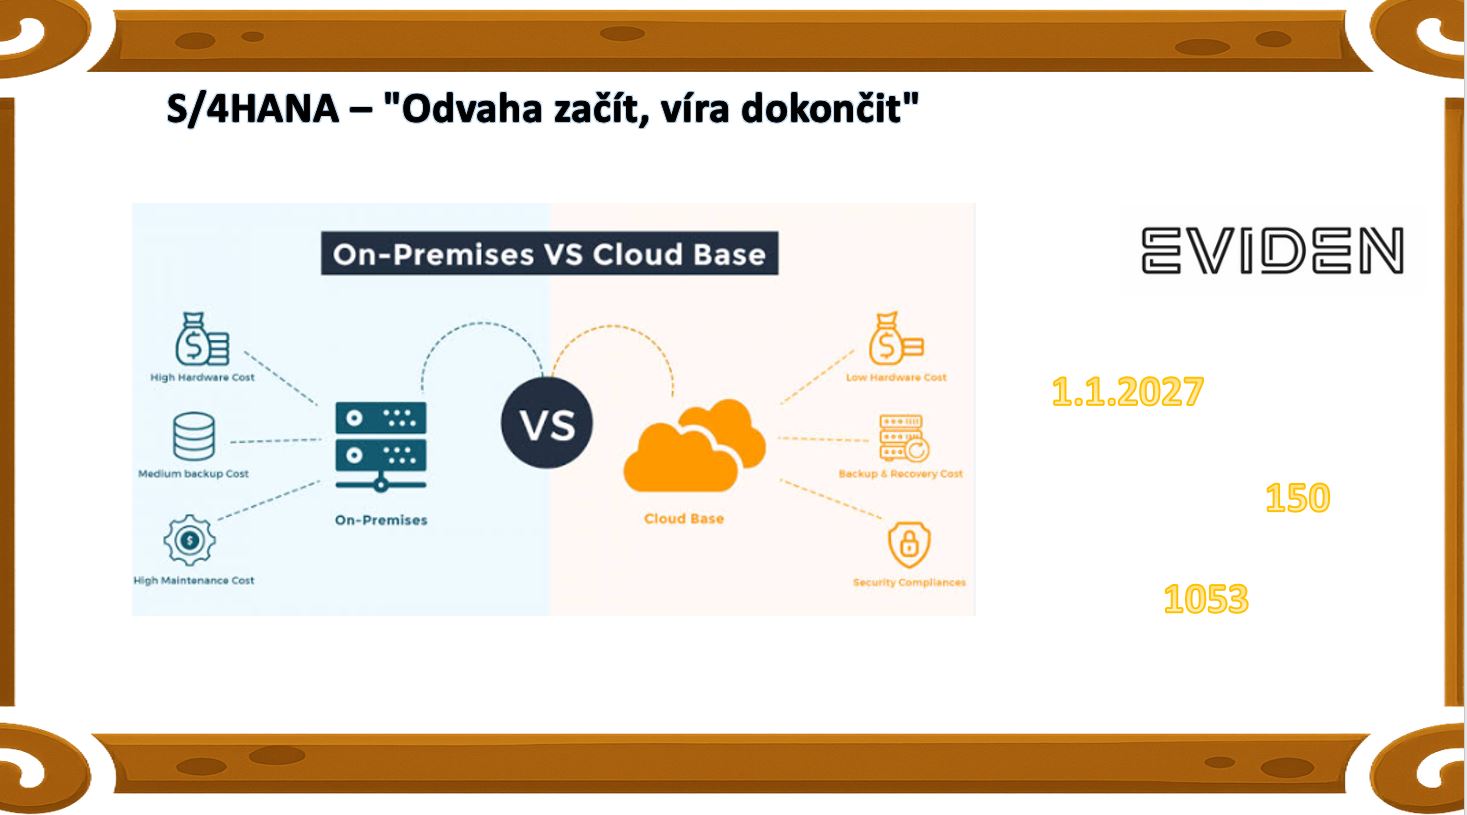 S/4HANA – "Odvaha začít, víra dokončit"
On-Premises VS Cloud Base
High Hardware Cost
Medium backup Cost
High Maintenance Cost
On-Premises
VS
Cloud Base
Low Hardware Cost
Backup & Recovery Cost
Security Compliances
EVIDEN
1.1.2027
150
1053